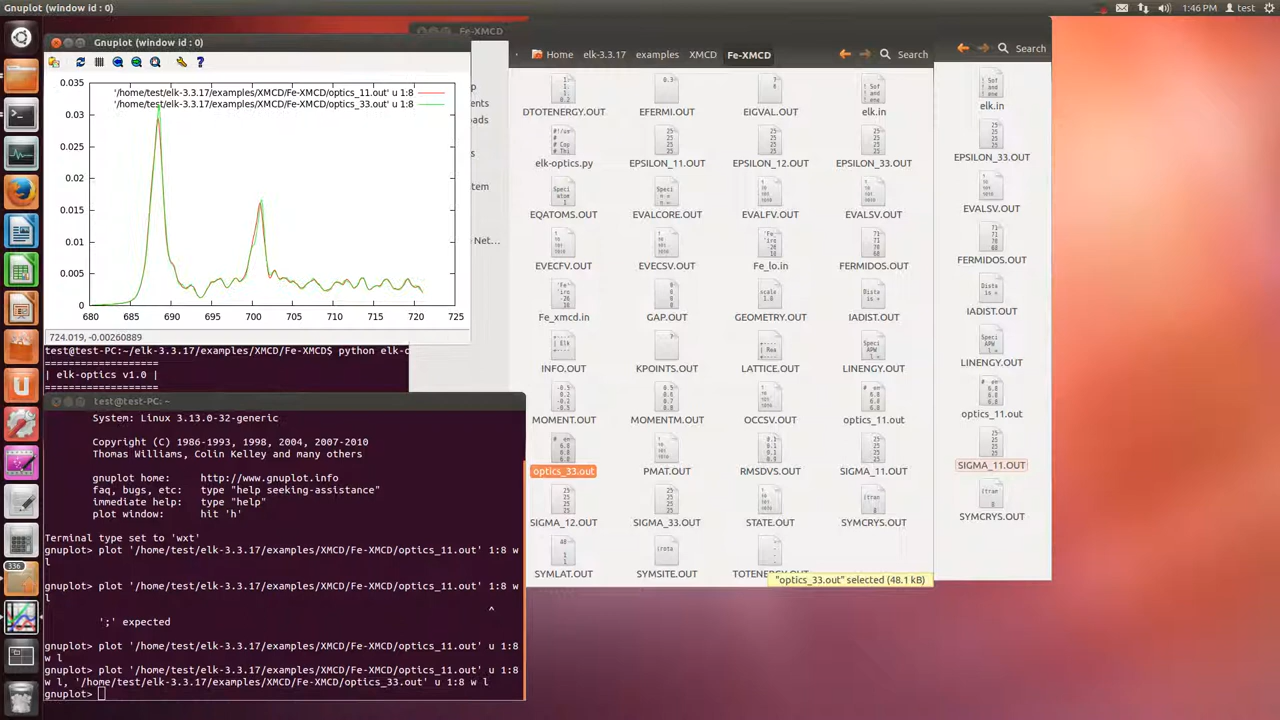 Gnuplot (window id : 0)
1:46 PM
test
Gnuplot (window id : 0)
Fe-XMCD
0.035
0.03
0.025
0.02
0.015
0.01
0.005
0
680
685
690
695
700
705
710
715
720
725
'/home/test/elk-3.3.17/examples/XMCD/Fe-XMCD/optics_11.out' u 1:8
'/home/test/elk-3.3.17/examples/XMCD/Fe-XMCD/optics_33.out' u 1:8
724.019, -0.00260889
test@test-PC:~/elk-3.3.17/examples/XMCD/Fe-XMCD$ python elk-o
===================
| elk-optics v1.0 |
===================
test@test-PC: ~
System: Linux 3.13.0-32-generic
Copyright (C) 1986-1993, 1998, 2004, 2007-2010
Thomas Williams, Colin Kelley and many others
gnuplot home:     http://www.gnuplot.info
faq, bugs, etc:   type "help seeking-assistance"
immediate help:   type "help"
plot window:      hit 'h'
Terminal type set to 'wxt'
gnuplot> plot '/home/test/elk-3.3.17/examples/XMCD/Fe-XMCD/optics_11.out' 1:8 w
l
gnuplot> plot '/home/test/elk-3.3.17/examples/XMCD/Fe-XMCD/optics_11.out' 1:8 w
l
^
';' expected
gnuplot> plot '/home/test/elk-3.3.17/examples/XMCD/Fe-XMCD/optics_11.out' u 1:8
w l
gnuplot> plot '/home/test/elk-3.3.17/examples/XMCD/Fe-XMCD/optics_11.out' u 1:8
w l, '/home/test/elk-3.3.17/examples/XMCD/Fe-XMCD/optics_33.out' u 1:8 w l
gnuplot>
336
Home elk-3.3.17 examples XMCD Fe-XMCD Search
DTOTENERGY.OUT EFERMI.OUT EIGVAL.OUT elk.in
elk-optics.py EPSILON_11.OUT EPSILON_12.OUT EPSILON_33.OUT
EQATOMS.OUT EVALCORE.OUT EVALFV.OUT EVALSV.OUT
EVECFV.OUT EVECSV.OUT Fe_lo.in FERMIDOS.OUT
Fe_xmcd.in GAP.OUT GEOMETRY.OUT IADIST.OUT
INFO.OUT KPOINTS.OUT LATTICE.OUT LINENGY.OUT
MOMENT.OUT MOMENTM.OUT OCCSV.OUT optics_11.out
optics_33.out PMAT.OUT RMSDVS.OUT SIGMA_11.OUT
SIGMA_12.OUT SIGMA_33.OUT STATE.OUT SYMCRYS.OUT
SYMLAT.OUT SYMSITE.OUT TOTENERGY.OUT
"optics_33.out" selected (48.1 kB)
Search
elk.in
EPSILON_33.OUT
EVALSV.OUT
FERMIDOS.OUT
IADIST.OUT
LINENGY.OUT
optics_11.out
SIGMA_11.OUT
SYMCRYS.OUT